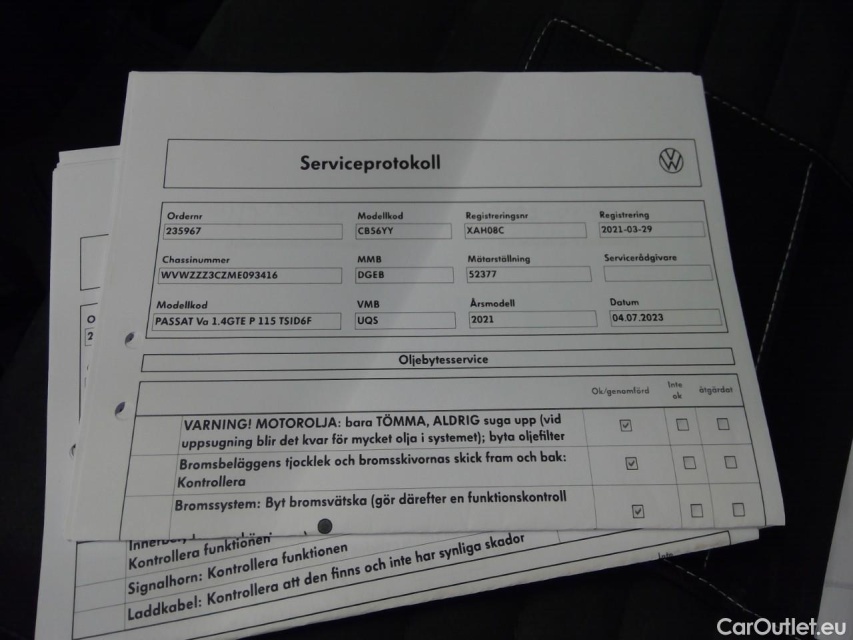 Serviceprotokoll
Ordernr Modellkod Registreringsnr Registrering
235967 CB56YY XAH08C 2021-03-29
Chassinummer MMB Mätarställning Servicerådgivare
WVWZZZ3CZME093416 DGEB 52377
Modellkod VMB Årsmodell Datum
PASSAT Va 1.4GTE P 115 TSID6F UQS 2021 04.07.2023
Oljebytesservice
Ok/genomförd Inte ok åtgärdat
VARNING! MOTOROLJA: bara TÖMMA, ALDRIG suga upp (vid
uppsugning blir det kvar för mycket olja i systemet); byta oljefilter
Bromsbeläggens tjocklek och bromsskivornas skick fram och bak:
Kontrollera
Bromssystem: Byt bromsvätska (gör därefter en funktionskontroll
Kontrollera funktionen
Signalhorn: Kontrollera funktionen
Laddkabel: Kontrollera att den finns och inte har synliga skador
CarOutlet.eu